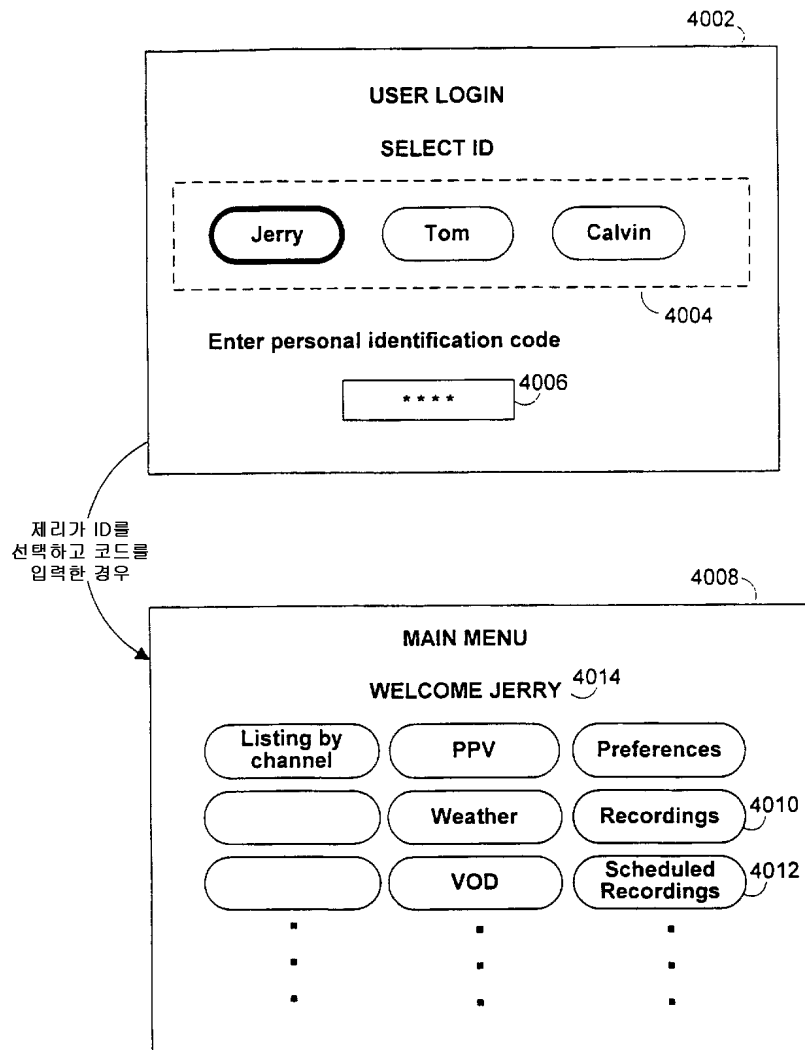 4002
USER LOGIN
SELECT ID
Jerry
Tom
Calvin
4004
Enter personal identification code
****
4006
제리가 ID를
선택하고 코드를
입력한 경우
4008
MAIN MENU
WELCOME JERRY
4014
Listing by
channel
PPV
Preferences
Weather
Recordings
4010
VOD
Scheduled
Recordings
4012